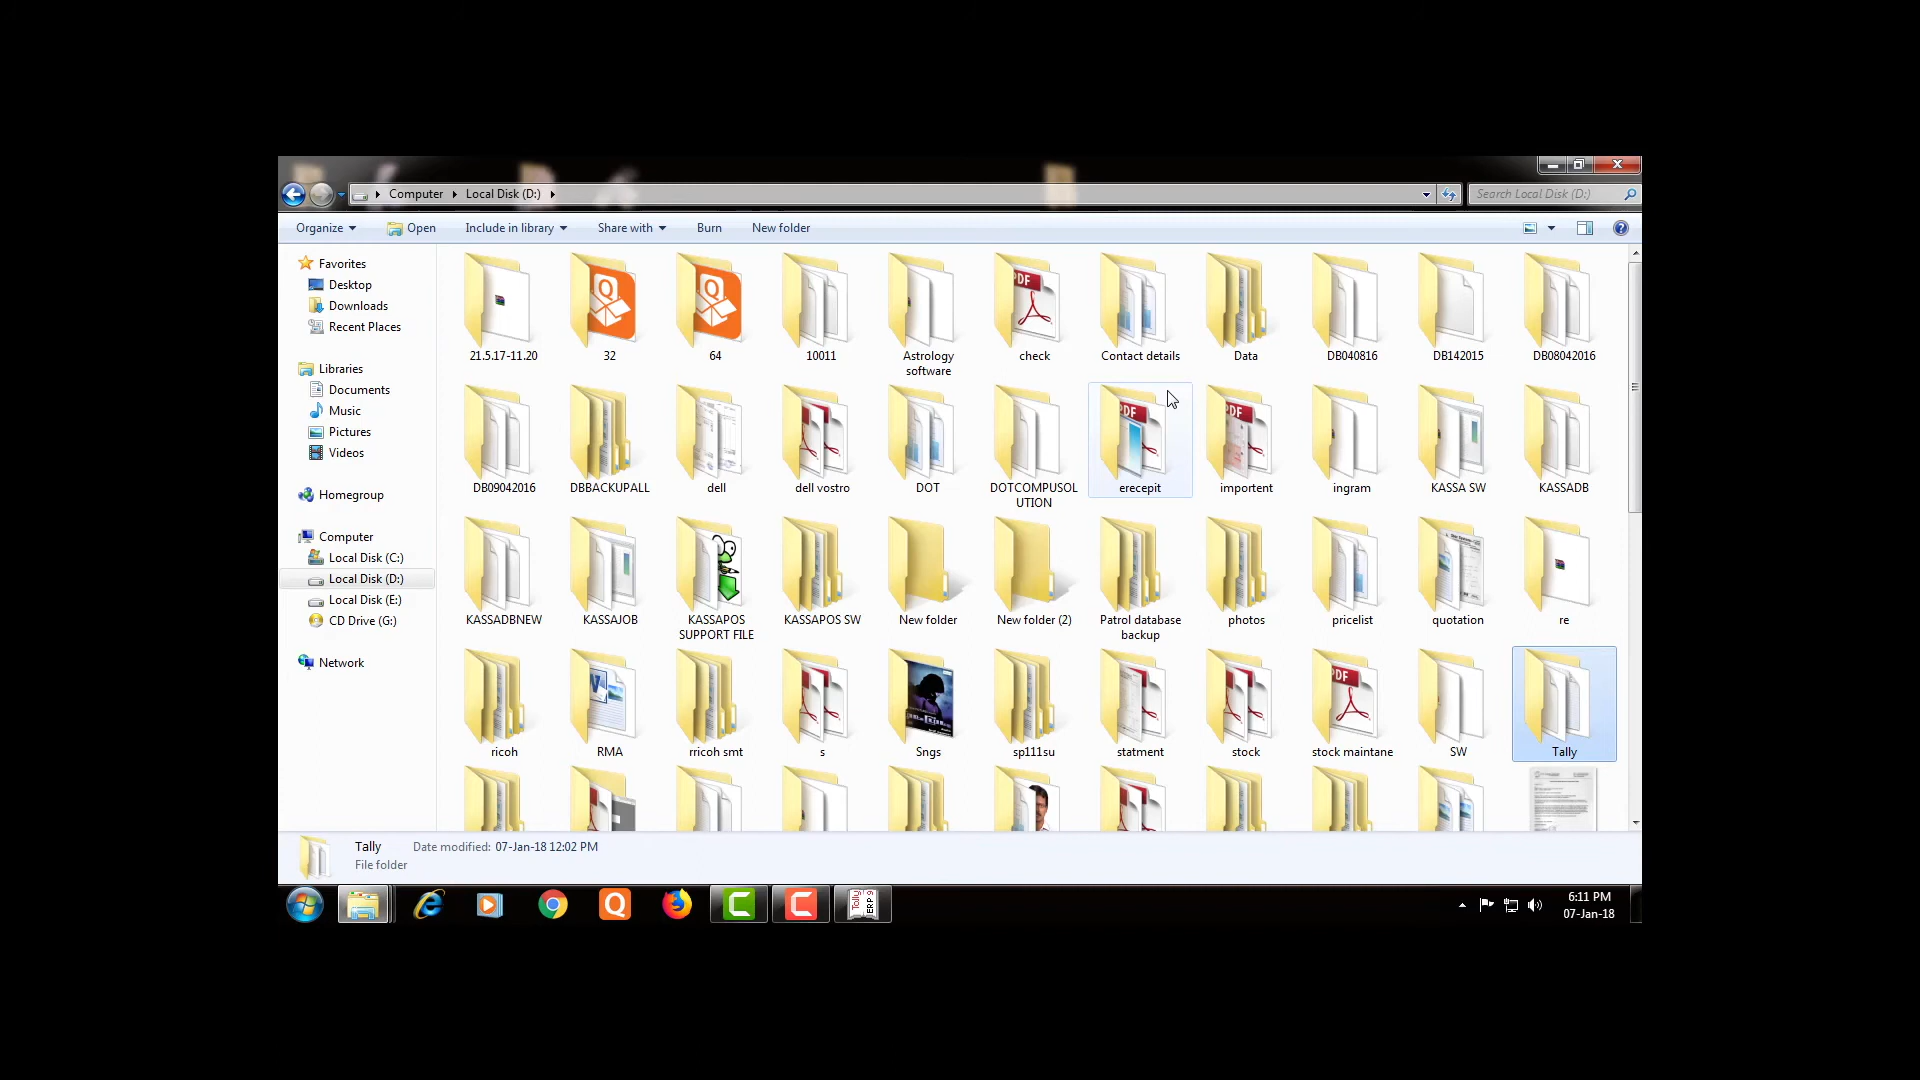 Computer Local Disk (D:)
Search Local Disk (D:)
Organize Open Include in library Share with Burn New folder
Favorites
Desktop
Downloads
Recent Places
Libraries
Documents
Music
Pictures
Videos
Homegroup
Computer
Local Disk (C:)
Local Disk (D:)
Local Disk (E:)
CD Drive (G:)
Network
21.5.17-11.20
32
64
10011
Astrology
software
check
Contact details
Data
DB040816
DB142015
DB08042016
DB09042016
DBBACKUPALL
dell
dell vostro
DOT
DOTCOMPUSOL
UTION
erecepit
importent
ingram
KASSA SW
KASSADB
KASSADBNEW
KASSAJOB
KASSAPOS
SUPPORT FILE
KASSAPOS SW
New folder
New folder (2)
Patrol database
backup
photos
pricelist
quotation
re
ricoh
RMA
rricoh smt
s
Sngs
sp111su
statment
stock
stock maintane
SW
Tally
Tally Date modified: 07-Jan-18 12:02 PM
File folder
Tally
ERP 9
6:11 PM
07-Jan-18